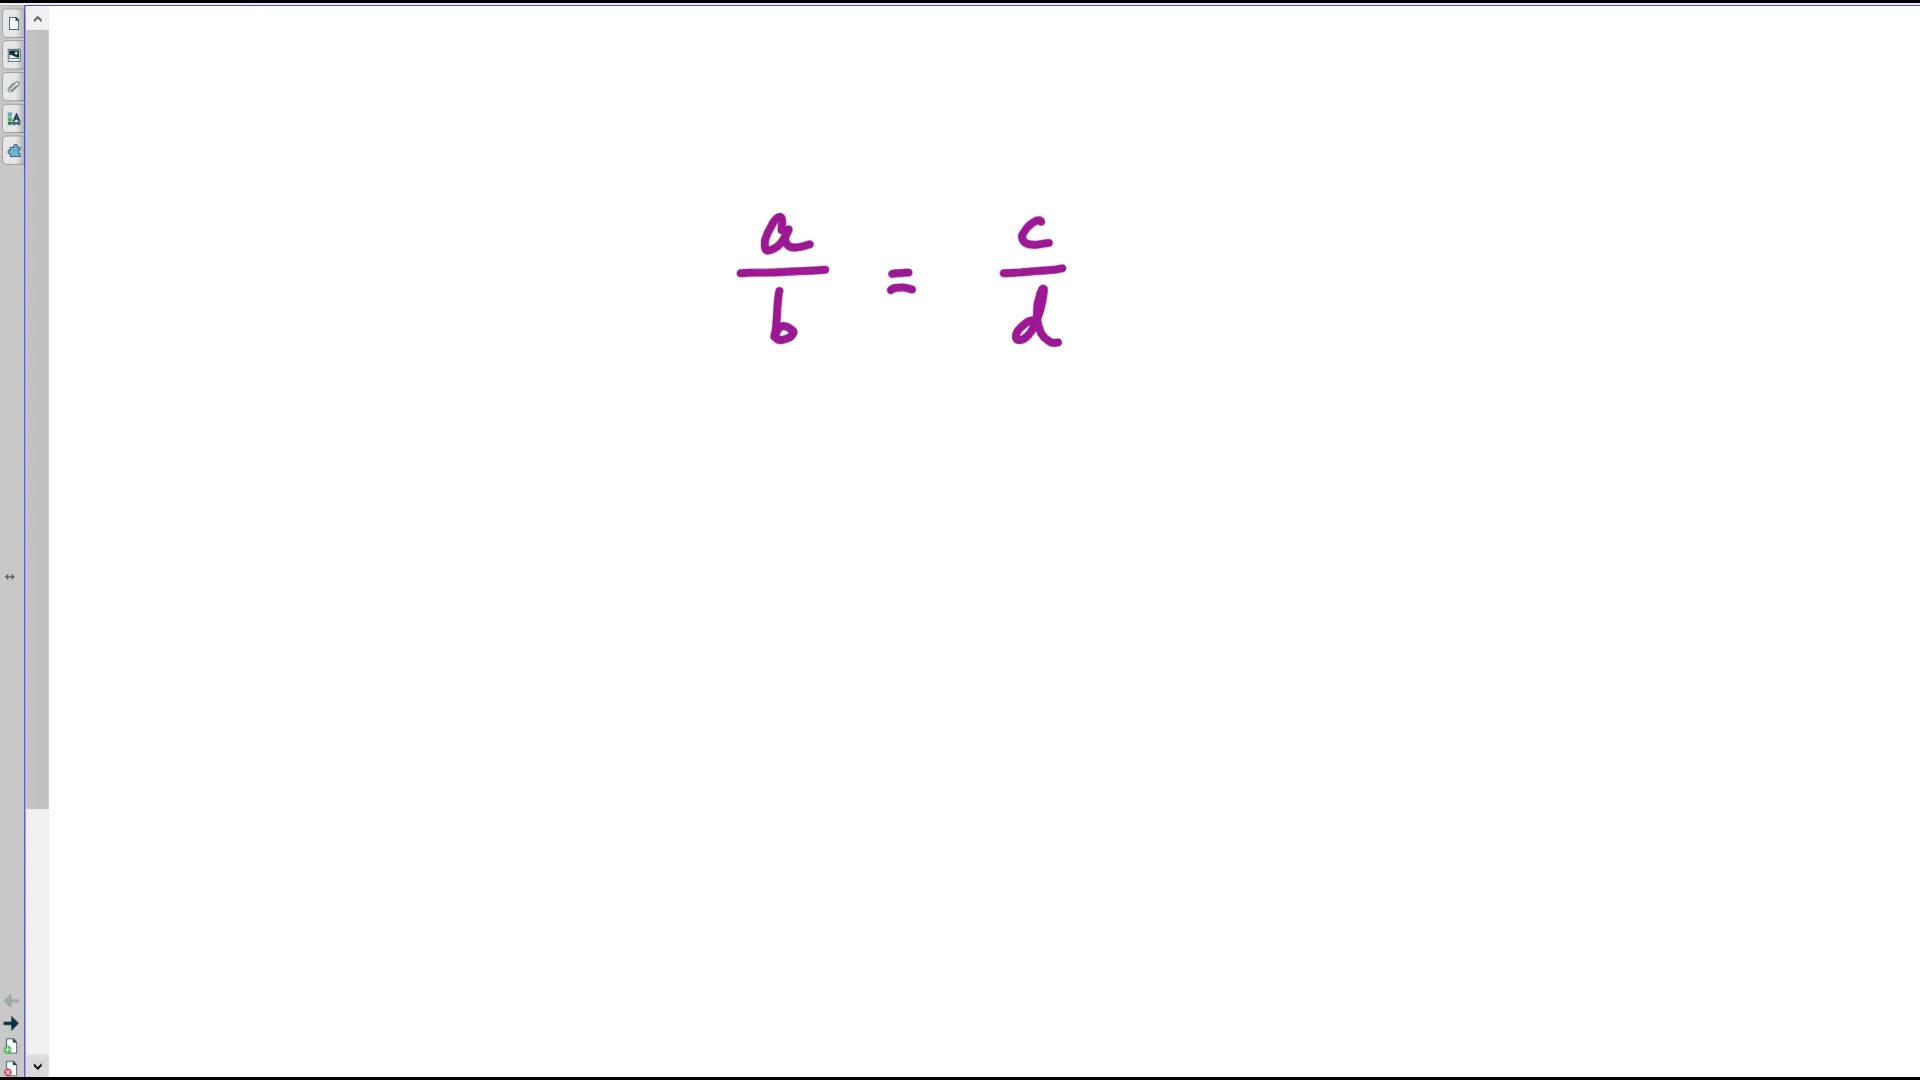 a/b = c/d